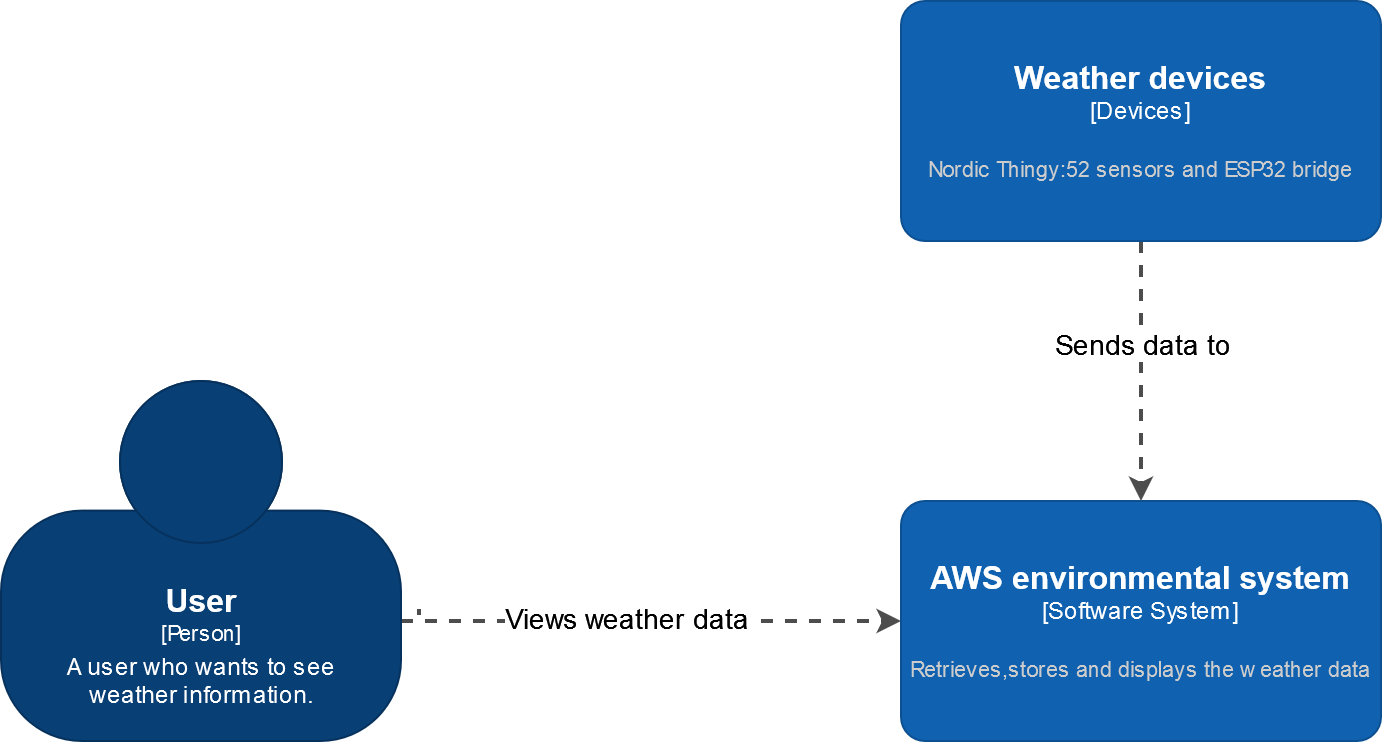 Weather devices
[Devices]
Nordic Thingy:52 sensors and ESP32 bridge
Sends data to
User
[Person]
A user who wants to see
weather information.
Views weather data
AWS environmental system
[Software System]
Retrieves,stores and displays the weather data